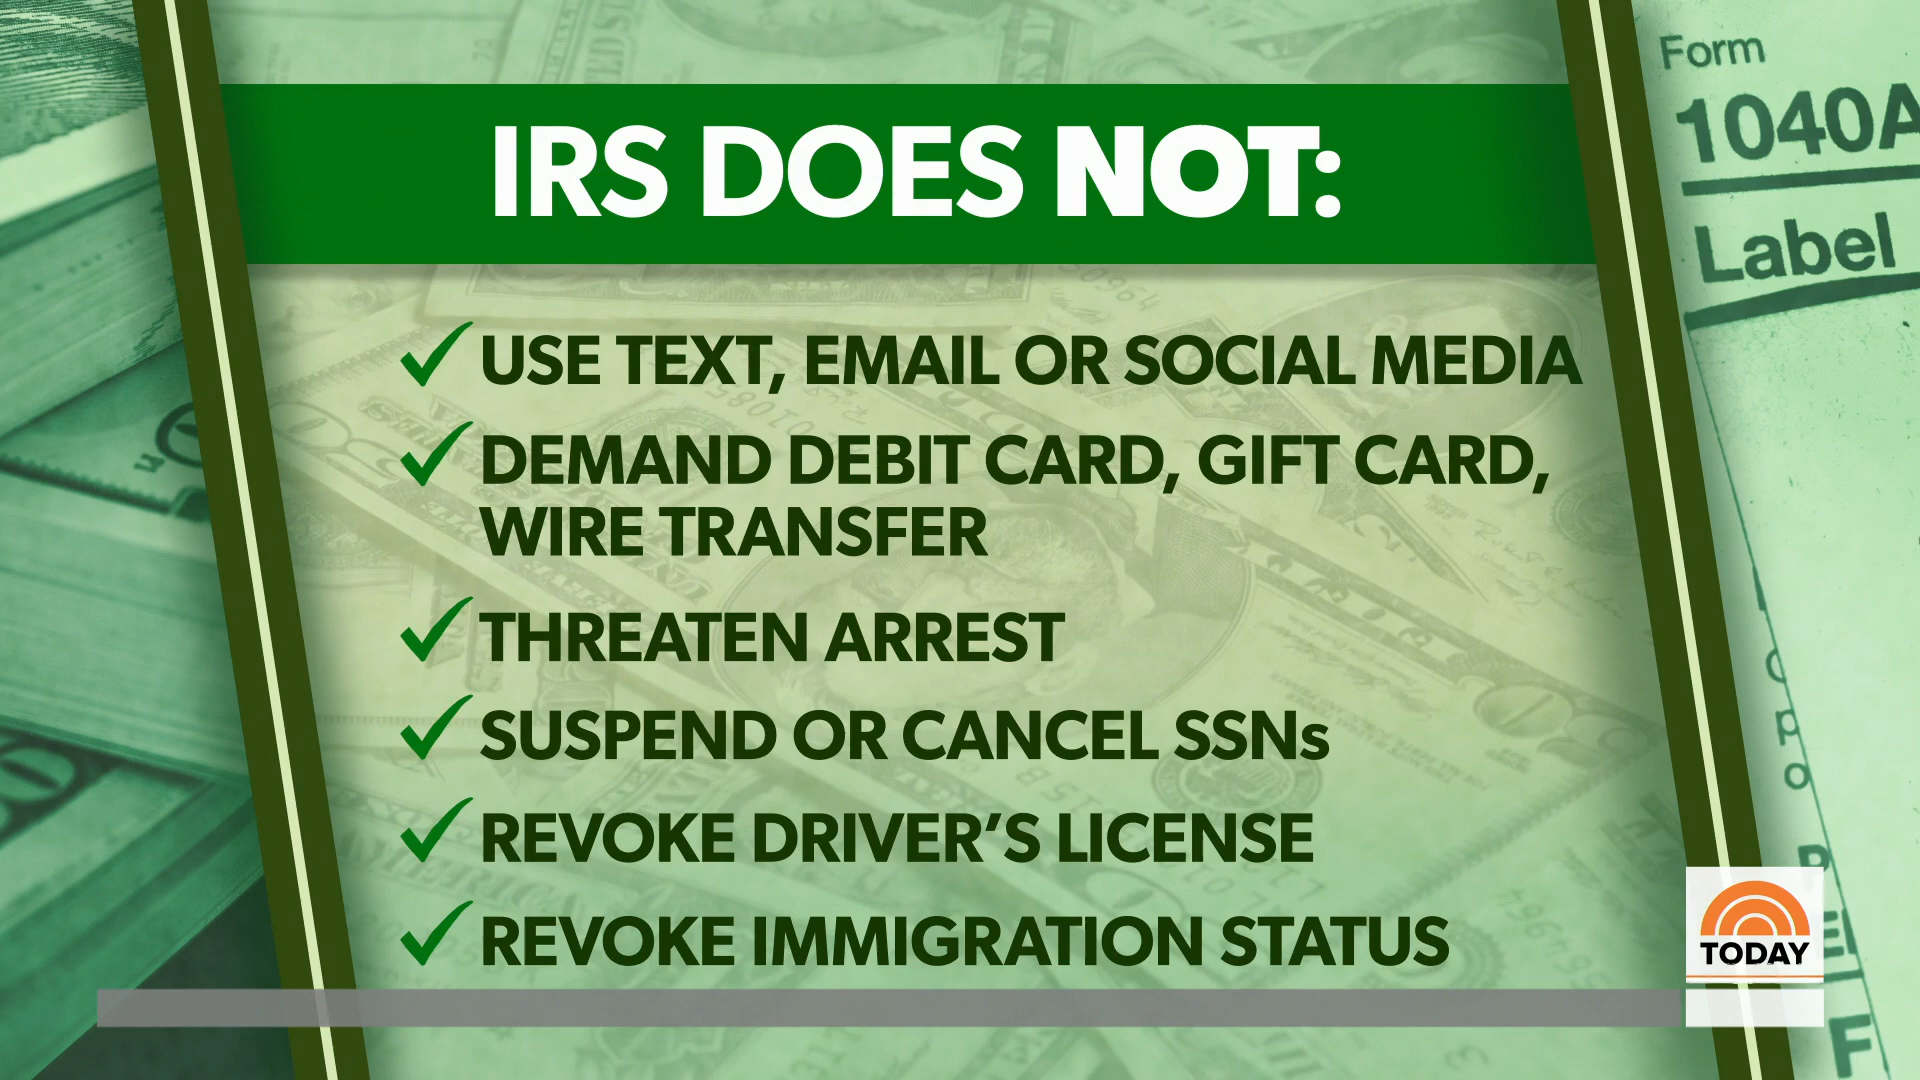 IRS DOES NOT:
USE TEXT, EMAIL OR SOCIAL MEDIA
DEMAND DEBIT CARD, GIFT CARD,
WIRE TRANSFER
THREATEN ARREST
SUSPEND OR CANCEL SSNs
REVOKE DRIVER'S LICENSE
REVOKE IMMIGRATION STATUS
Form
1040A
Label
TODAY